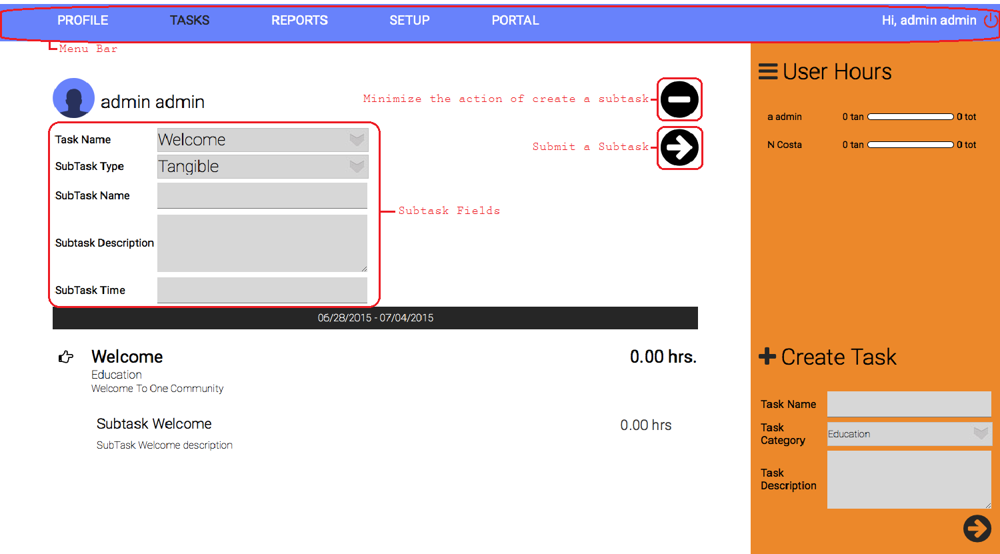 PROFILE TASKS REPORTS SETUP PORTAL Hi, admin admin
Menu Bar
admin admin
Minimize the action of create a subtask
Submit a Subtask
Task Name Welcome
SubTask Type Tangible
SubTask Name
Subtask Fields
Subtask Description
SubTask Time
06/28/2015 - 07/04/2015
Welcome 0.00 hrs.
Education
Welcome To One Community
Subtask Welcome 0.00 hrs
SubTask Welcome description
User Hours
a admin 0 tan 0 tot
N Costa 0 tan 0 tot
Create Task
Task Name
Task
Category
Education
Task
Description